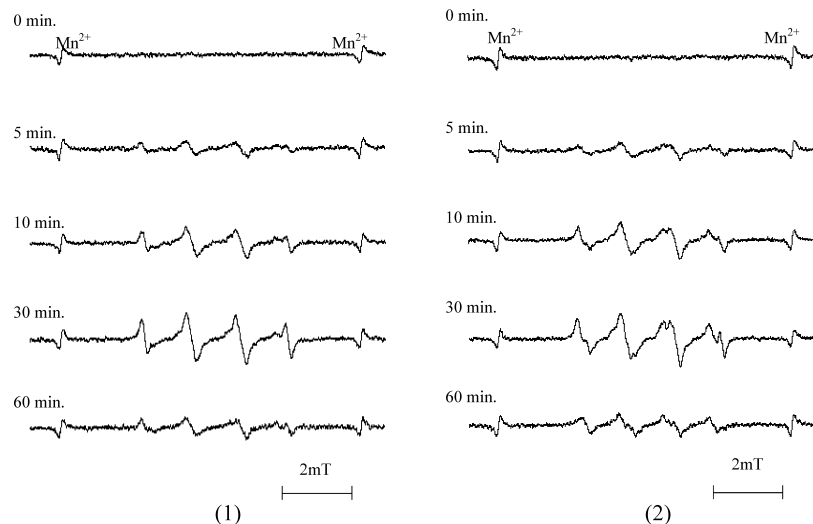 0 min.
Mn²⁺ Mn²⁺
5 min.
10 min.
30 min.
60 min.
2mT
(1)
0 min.
Mn²⁺ Mn²⁺
5 min.
10 min.
30 min.
60 min.
2mT
(2)